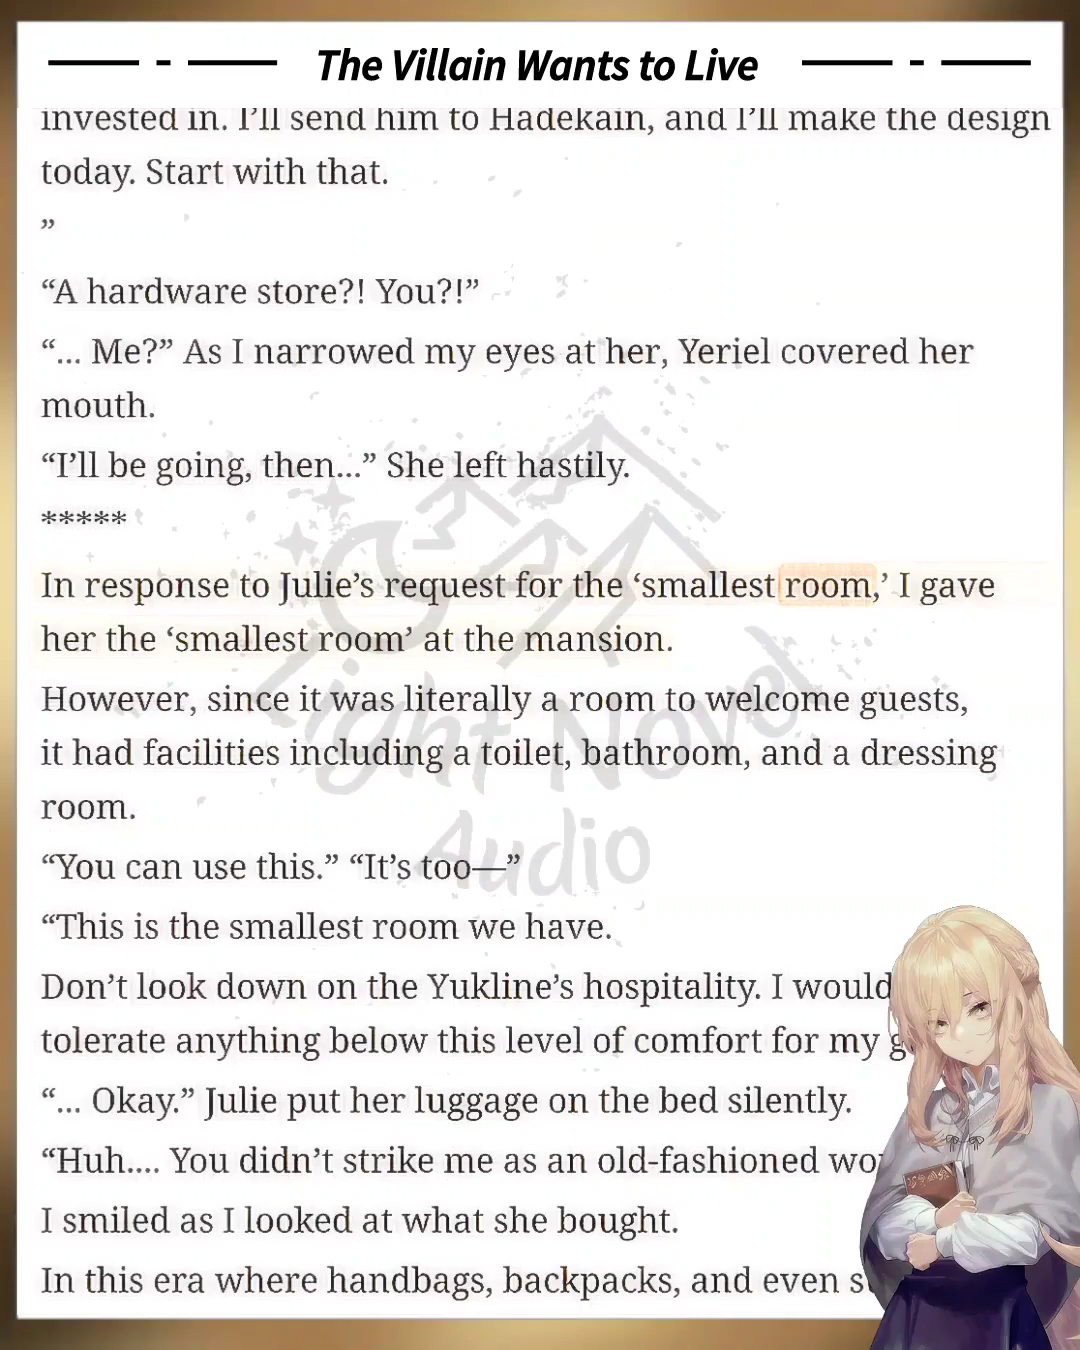 The Villain Wants to Live
invested in. I’ll send him to Hadekain, and I’ll make the design
today. Start with that.
”
“A hardware store?! You?!”
“... Me?” As I narrowed my eyes at her, Yeriel covered her
mouth.
“I’ll be going, then...” She left hastily.
*****
In response to Julie’s request for the ‘smallest room,’ I gave
her the ‘smallest room’ at the mansion.
However, since it was literally a room to welcome guests,
it had facilities including a toilet, bathroom, and a dressing
room.
“You can use this.” “It’s too—”
“This is the smallest room we have.
Don’t look down on the Yukline’s hospitality. I would
tolerate anything below this level of comfort for my
“... Okay.” Julie put her luggage on the bed silently.
“Huh.... You didn’t strike me as an old-fashioned
I smiled as I looked at what she bought.
In this era where handbags, backpacks, and even
Light Novel
Audio